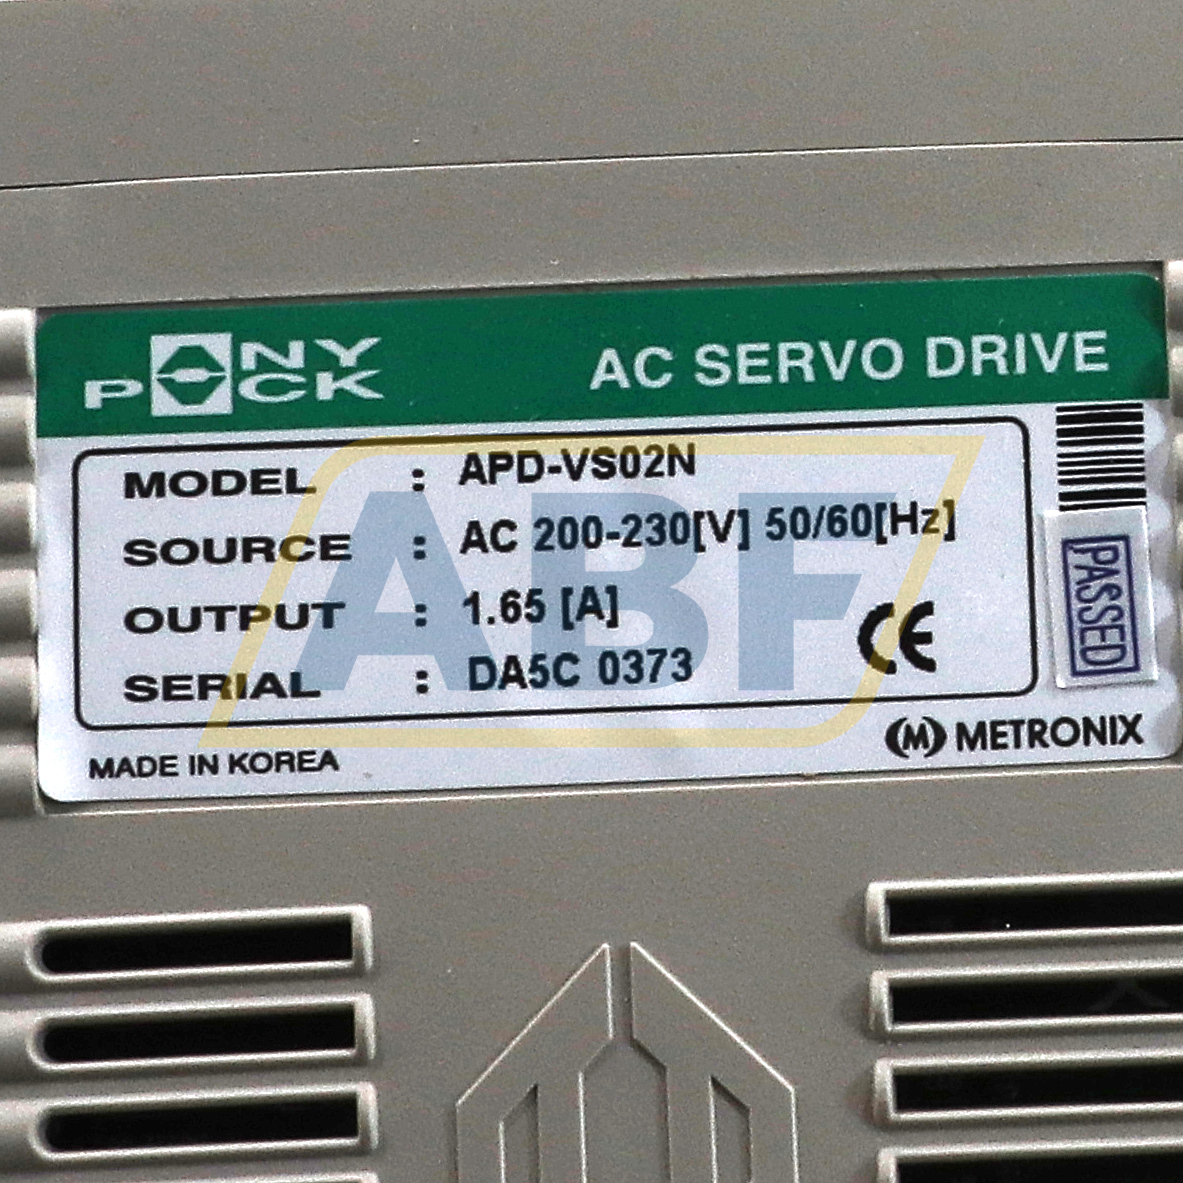 ANY PACK
AC SERVO DRIVE
MODEL : APD-VS02N
SOURCE : AC 200-230[V] 50/60[Hz]
OUTPUT : 1.65 [A]
SERIAL : DA5C 0373
CE
PASSED
MADE IN KOREA
(M) METRONIX
ABF